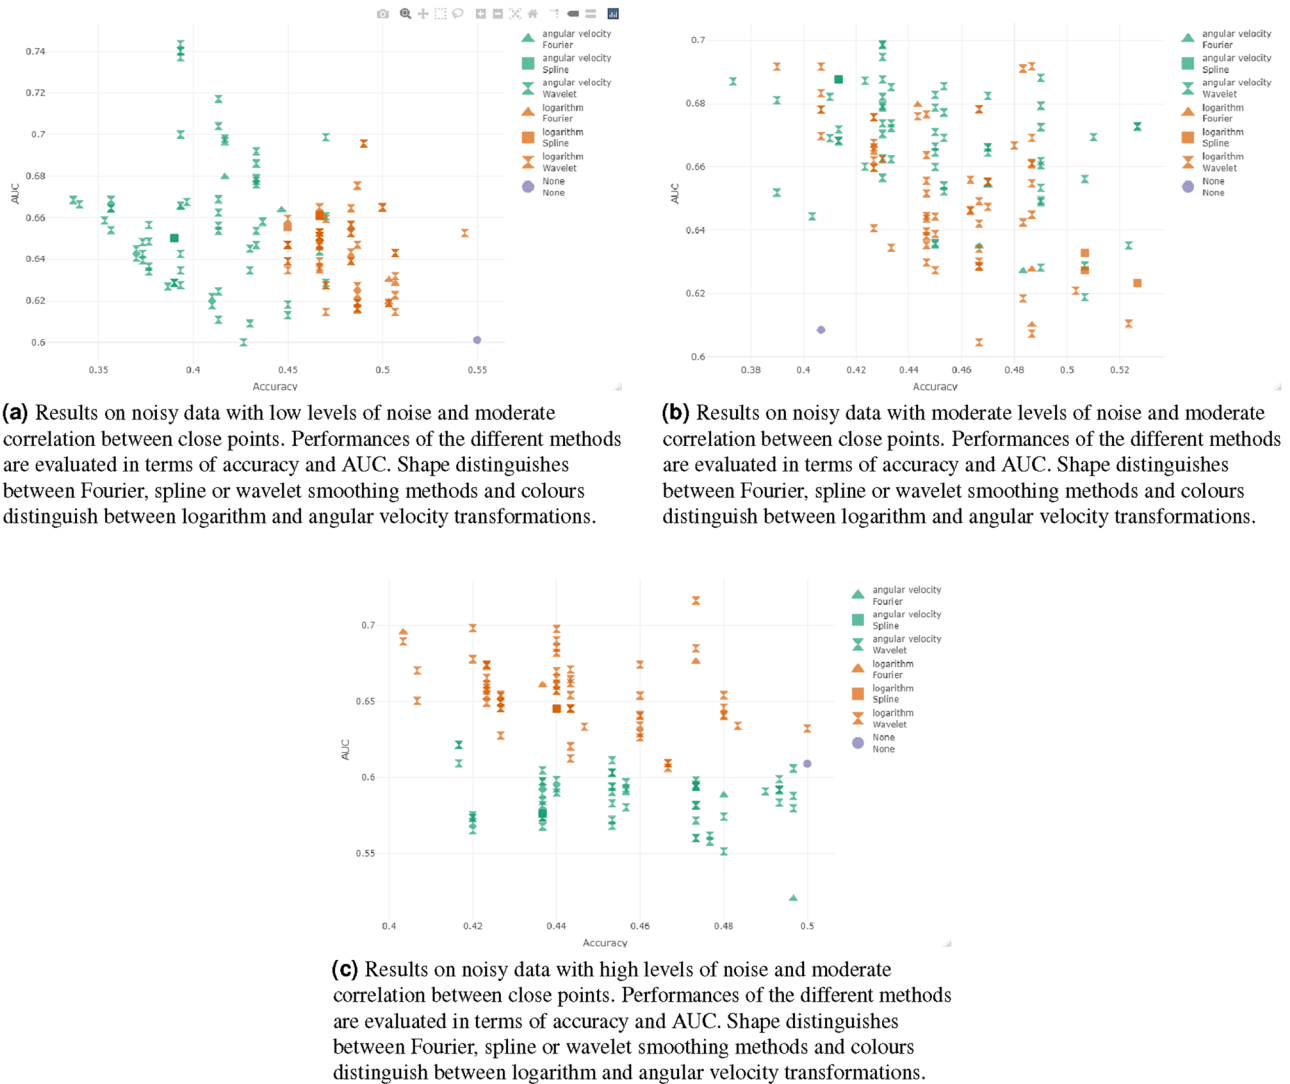 0.74
0.72
0.7
0.68
0.66
0.64
0.62
0.6
AUC
0.35
0.4
0.45
0.5
0.55
Accuracy
angular velocity
Fourier
angular velocity
Spline
angular velocity
Wavelet
logarithm
Fourier
logarithm
Spline
logarithm
Wavelet
None
None
(a) Results on noisy data with low levels of noise and moderate
correlation between close points. Performances of the different methods
are evaluated in terms of accuracy and AUC. Shape distinguishes
between Fourier, spline or wavelet smoothing methods and colours
distinguish between logarithm and angular velocity transformations.
0.7
0.68
0.66
0.64
0.62
0.6
AUC
0.38
0.4
0.42
0.44
0.46
0.48
0.5
0.52
Accuracy
angular velocity
Fourier
angular velocity
Spline
angular velocity
Wavelet
logarithm
Fourier
logarithm
Spline
logarithm
Wavelet
None
None
(b) Results on noisy data with moderate levels of noise and moderate
correlation between close points. Performances of the different methods
are evaluated in terms of accuracy and AUC. Shape distinguishes
between Fourier, spline or wavelet smoothing methods and colours
distinguish between logarithm and angular velocity transformations.
0.7
0.65
0.6
0.55
AUC
0.4
0.42
0.44
0.46
0.48
0.5
Accuracy
angular velocity
Fourier
angular velocity
Spline
angular velocity
Wavelet
logarithm
Fourier
logarithm
Spline
logarithm
Wavelet
None
None
(c) Results on noisy data with high levels of noise and moderate
correlation between close points. Performances of the different methods
are evaluated in terms of accuracy and AUC. Shape distinguishes
between Fourier, spline or wavelet smoothing methods and colours
distinguish between logarithm and angular velocity transformations.